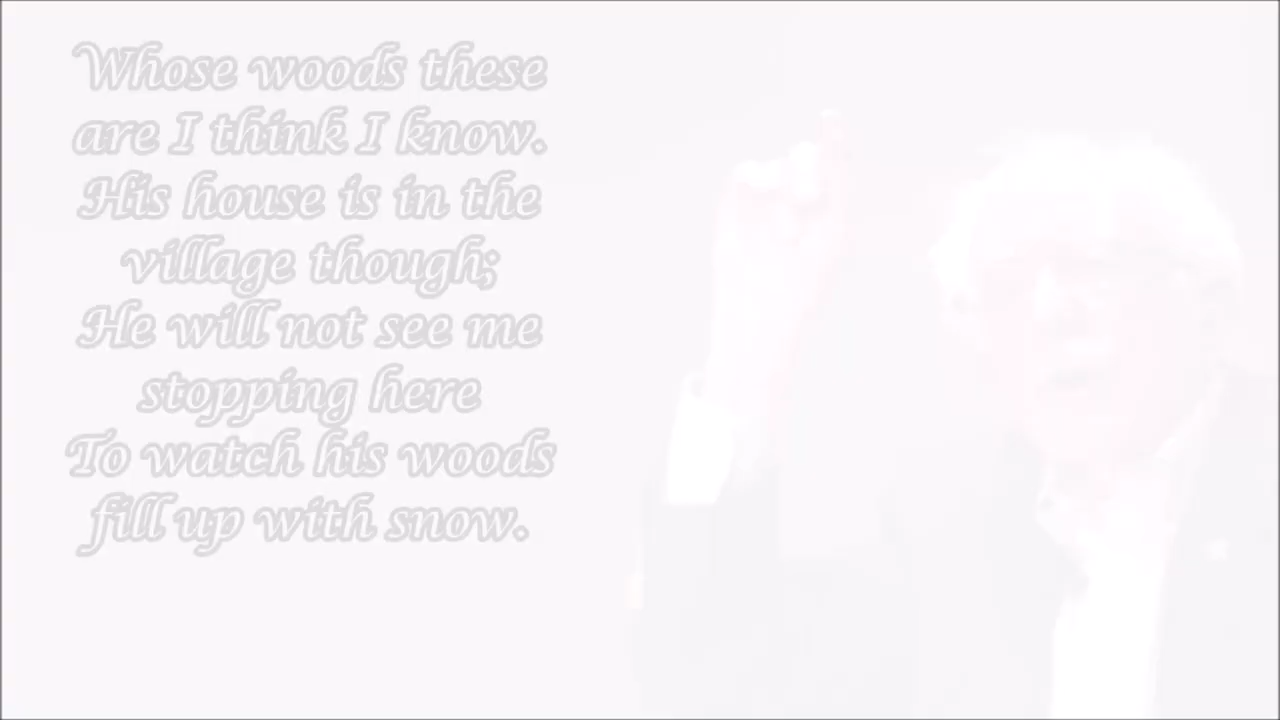 Whose woods these
are I think I know.
His house is in the
village though;
He will not see me
stopping here
To watch his woods
fill up with snow.